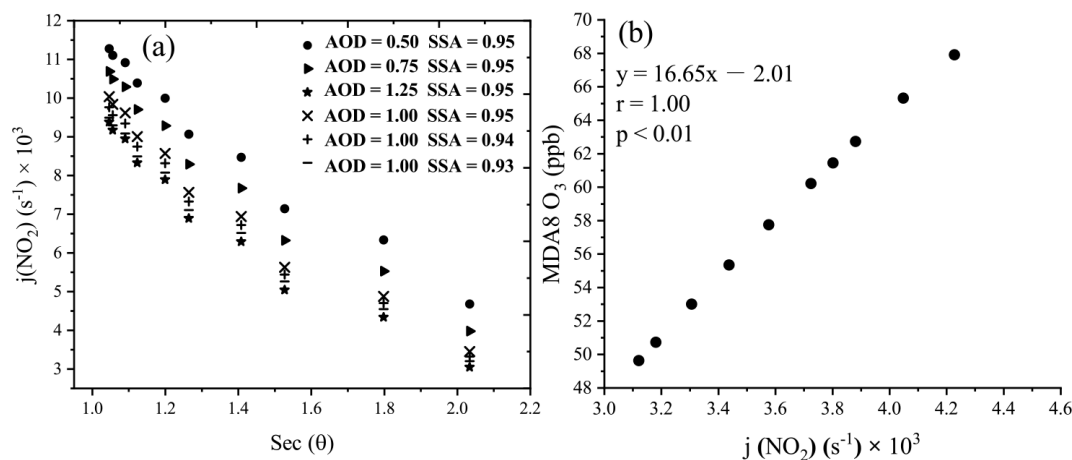 (a)
AOD = 0.50 SSA = 0.95
AOD = 0.75 SSA = 0.95
AOD = 1.25 SSA = 0.95
AOD = 1.00 SSA = 0.95
AOD = 1.00 SSA = 0.94
AOD = 1.00 SSA = 0.93
12
11
10
9
8
7
6
5
4
3
j(NO₂) (s⁻¹) × 10³
1.0 1.2 1.4 1.6 1.8 2.0 2.2
Sec (θ)
(b)
y = 16.65x − 2.01
r = 1.00
p < 0.01
70
68
66
64
62
60
58
56
54
52
50
48
MDA8 O₃ (ppb)
3.0 3.2 3.4 3.6 3.8 4.0 4.2 4.4 4.6
j (NO₂) (s⁻¹) × 10³